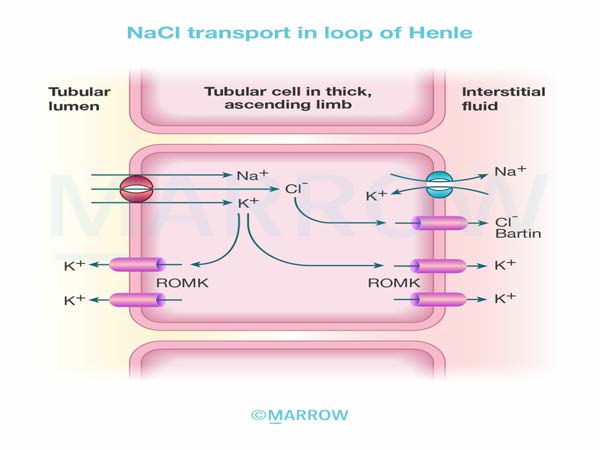 NaCl transport in loop of Henle
Tubular
lumen
Tubular cell in thick,
ascending limb
Interstitial
fluid
MARROW
Na⁺
Cl⁻
K⁺
K⁺
Na⁺
Cl⁻
Bartin
K⁺
ROMK
K⁺
ROMK
K⁺
K⁺
©MARROW